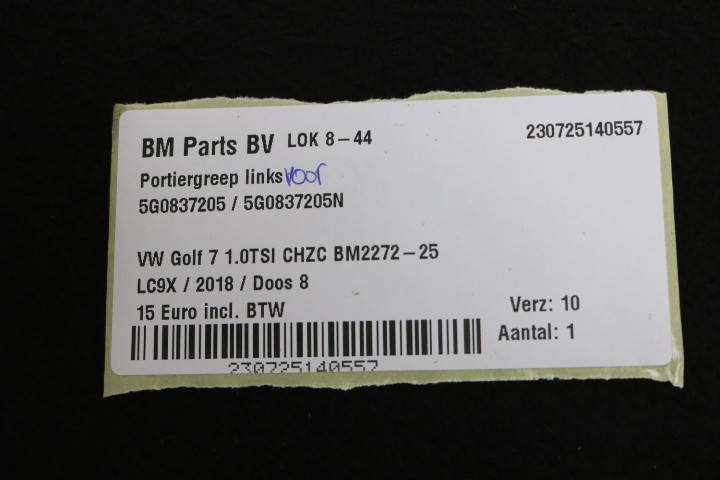 BM Parts BV LOK 8-44 230725140557
Portiergreep links voor
5G0837205 / 5G0837205N
VW Golf 7 1.0TSI CHZC BM2272-25
LC9X / 2018 / Doos 8
15 Euro incl. BTW Verz: 10
Aantal: 1
230725140557